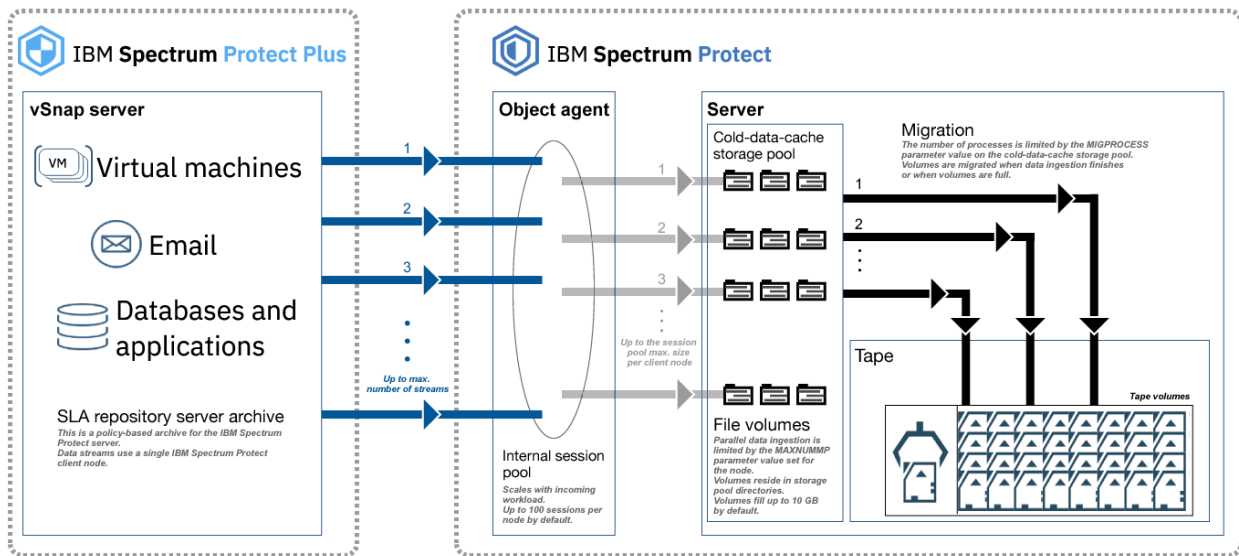 IBM Spectrum Protect Plus
vSnap server
VM
Virtual machines
Email
Databases and
applications
SLA repository server archive
This is a policy-based archive for the IBM Spectrum
Protect server.
Data streams use a single IBM Spectrum Protect
client node.
1
2
3
Up to max.
number of streams
IBM Spectrum Protect
Object agent
Internal session
pool
Scales with incoming
workload.
Up to 100 sessions per
node by default.
1
2
3
Up to the session
pool max. size
per client node
Server
Cold-data-cache
storage pool
File volumes
Parallel data ingestion is
limited by the MAXNUMMP
parameter value set for
the node.
Volumes reside in storage
pool directories.
Volumes fill up to 10 GB
by default.
Migration
The number of processes is limited by the MIGPROCESS
parameter value on the cold-data-cache storage pool.
Volumes are migrated when data ingestion finishes
or when volumes are full.
1
2
Tape
Tape volumes